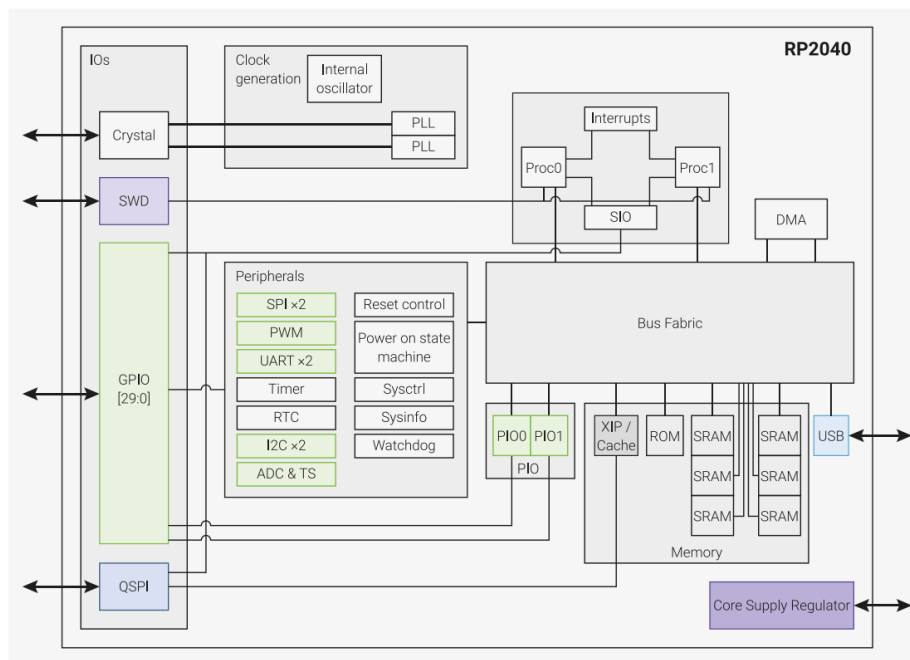 RP2040
IOs
Clock
generation
Internal
oscillator
Crystal
PLL
PLL
Interrupts
Proc0
Proc1
SWD
SIO
DMA
Peripherals
SPI ×2
Reset control
PWM
Power on state
machine
UART ×2
Bus Fabric
GPIO
[29:0]
Timer
Sysctrl
RTC
Sysinfo
I2C ×2
Watchdog
ADC & TS
PIO0
PIO1
PIO
XIP /
Cache
ROM
SRAM
SRAM
USB
SRAM
SRAM
SRAM
SRAM
Memory
QSPI
Core Supply Regulator